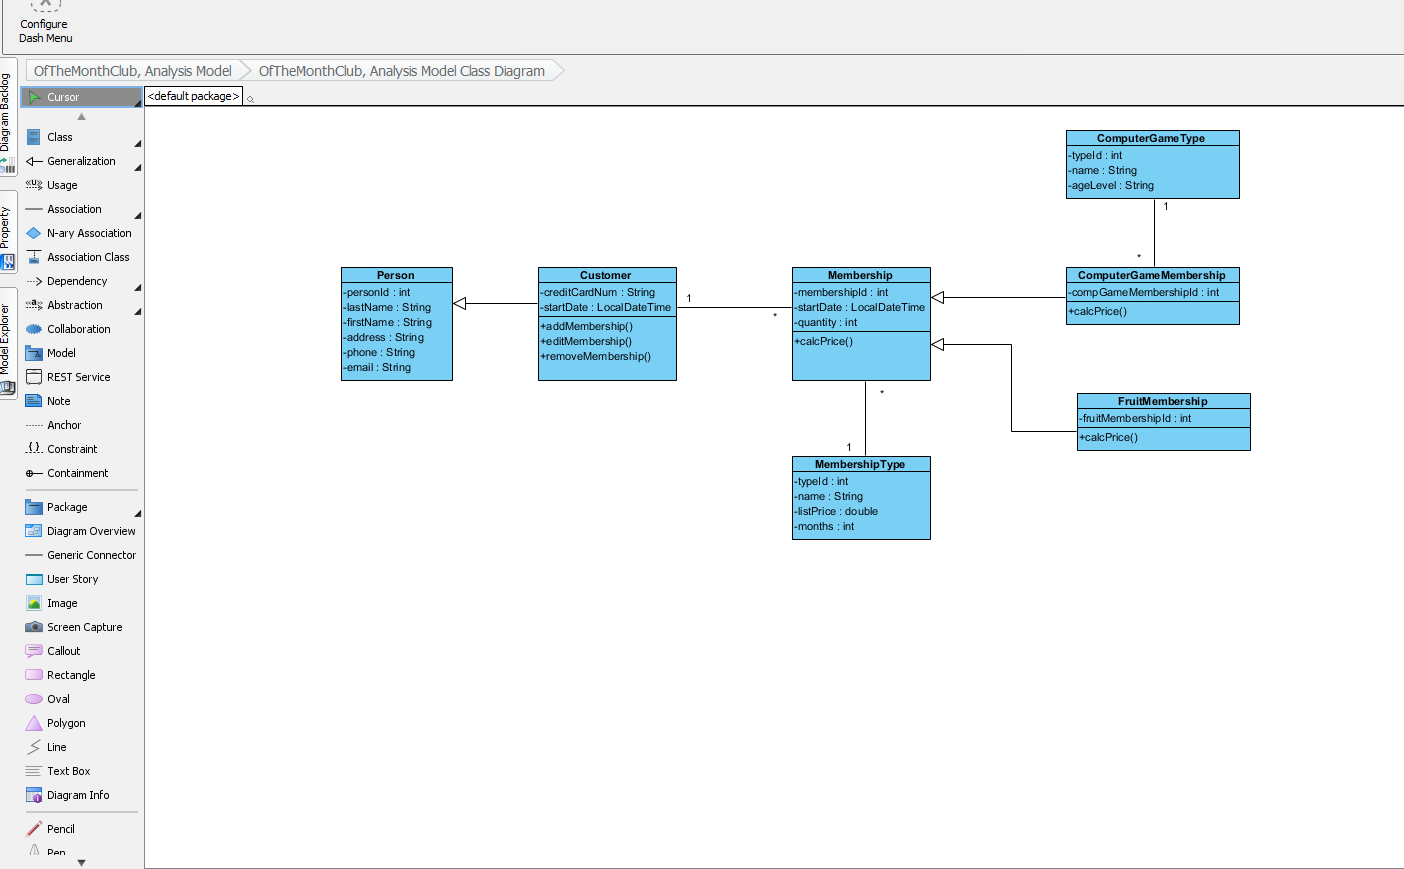 Configure
Dash Menu
OfTheMonthClub, Analysis Model
OfTheMonthClub, Analysis Model Class Diagram
Diagram Backlog
Property
Model Explorer
Cursor
Class
Generalization
Usage
Association
N-ary Association
Association Class
Dependency
Abstraction
Collaboration
Model
REST Service
Note
Anchor
Constraint
Containment
Package
Diagram Overview
Generic Connector
User Story
Image
Screen Capture
Callout
Rectangle
Oval
Polygon
Line
Text Box
Diagram Info
Pencil
Pen
<default package>
ComputerGameType
-typeId : int
-name : String
-ageLevel : String
1
*
Person
-personId : int
-lastName : String
-firstName : String
-address : String
-phone : String
-email : String
Customer
-creditCardNum : String
-startDate : LocalDateTime
+addMembership()
+editMembership()
+removeMembership()
1
*
Membership
-membershipId : int
-startDate : LocalDateTime
-quantity : int
+calcPrice()
ComputerGameMembership
-compGameMembershipId : int
+calcPrice()
FruitMembership
-fruitMembershipId : int
+calcPrice()
*
1
MembershipType
-typeId : int
-name : String
-listPrice : double
-months : int